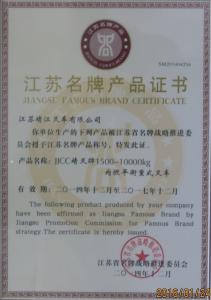 江苏名牌产品证书
JIANGSU FAMOUS BRAND CERTIFICATE
江苏靖江叉车有限公司
你单位生产的下列产品被江苏省名牌战略推进委
员会授予江苏名牌产品称号,特发此证。
产品名称:JJCC靖叉牌1500-10000kg
内燃平衡重式叉车
有效期:二〇一四年十二月至二〇一七年十二月
The following product produced by your company
have been confirmed as Jiangsu Famous Brand by
Jiangsu Promotion Commission for Famous Brand
strategy.The certificate is hereby issued.
江苏省名牌战略推进委员会
二〇一四年十二月